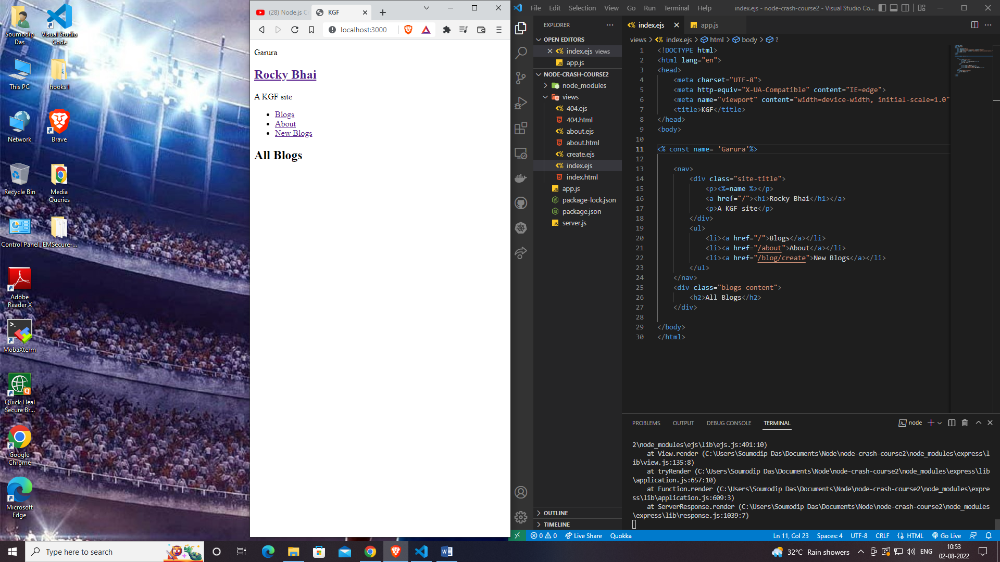 Soumodip
Das
Visual Studio
Code
This PC
hooks1
Network
Brave
Recycle Bin
Media
Queries
Control Panel
IEMSecure-...
Adobe
Reader X
MobaXterm
Quick Heal
Secure Br...
Google
Chrome
Microsoft
Edge
(28) Node.js C
KGF
localhost:3000
Garura
Rocky Bhai
A KGF site
Blogs
About
New Blogs
All Blogs
File Edit Selection View Go Run Terminal Help
index.ejs - node-crash-course2 - Visual Studio Co...
EXPLORER
OPEN EDITORS
index.ejs views
app.js
NODE-CRASH-COURSE2
node_modules
views
404.ejs
404.html
about.ejs
about.html
create.ejs
index.ejs
index.html
app.js
package-lock.json
package.json
server.js
OUTLINE
TIMELINE
index.ejs
app.js
views > index.ejs > html > body > ?
1 <!DOCTYPE html>
2 <html lang="en">
3 <head>
4 <meta charset="UTF-8">
5 <meta http-equiv="X-UA-Compatible" content="IE=edge">
6 <meta name="viewport" content="width=device-width, initial-scale=1.0"
7 <title>KGF</title>
8 </head>
9 <body>
10
11 <% const name= 'Garura'%>
12
13 <nav>
14 <div class="site-title">
15 <p><%=name %></p>
16 <a href="/"><h1>Rocky Bhai</h1></a>
17 <p>A KGF site</p>
18 </div>
19 <ul>
20 <li><a href="/">Blogs</a></li>
21 <li><a href="/about">About</a></li>
22 <li><a href="/blog/create">New Blogs</a></li>
23 </ul>
24 </nav>
25 <div class="blogs content">
26 <h2>All Blogs</h2>
27 </div>
28
29 </body>
30 </html>
PROBLEMS OUTPUT DEBUG CONSOLE TERMINAL
node
2\node_modules\ejs\lib\ejs.js:491:10)
at View.render (C:\Users\Soumodip Das\Documents\Node\node-crash-course2\node_modules\express\l
ib\view.js:135:8)
at tryRender (C:\Users\Soumodip Das\Documents\Node\node-crash-course2\node_modules\express\lib
\application.js:657:10)
at Function.render (C:\Users\Soumodip Das\Documents\Node\node-crash-course2\node_modules\expre
ss\lib\application.js:609:3)
at ServerResponse.render (C:\Users\Soumodip Das\Documents\Node\node-crash-course2\node_modules
\express\lib\response.js:1039:7)
0 0 Live Share Quokka
Ln 11, Col 23 Spaces: 4 UTF-8 CRLF HTML Go Live
Type here to search
32°C Rain showers
ENG
10:53
02-08-2022